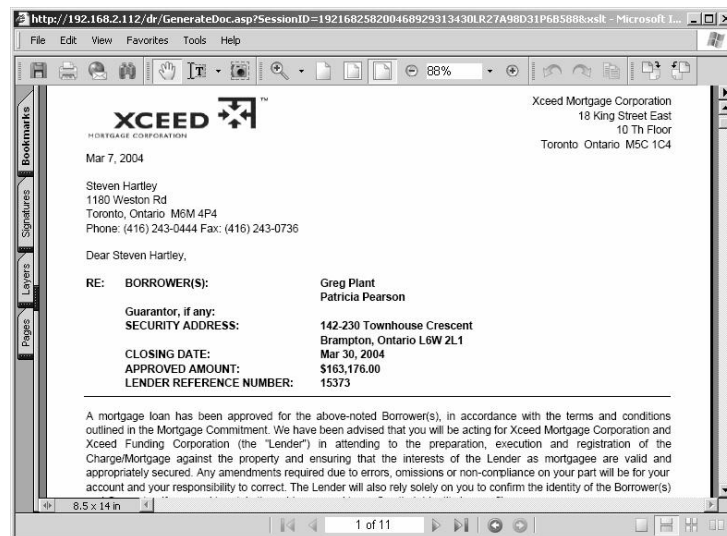 http://192.168.2.112/dr/GenerateDoc.asp?SessionID=19216825820046892931343​0LR27A98D31P6B588&xslt - Microsoft I...
File Edit View Favorites Tools Help
88%
Bookmarks
Signatures
Layers
Pages
XCEED ™
MORTGAGE CORPORATION
Xceed Mortgage Corporation
18 King Street East
10 Th Floor
Toronto Ontario M5C 1C4
Mar 7, 2004
Steven Hartley
1180 Weston Rd
Toronto, Ontario M6M 4P4
Phone: (416) 243-0444 Fax: (416) 243-0736
Dear Steven Hartley,
RE: BORROWER(S): Greg Plant
Patricia Pearson
Guarantor, if any:
SECURITY ADDRESS: 142-230 Townhouse Crescent
Brampton, Ontario L6W 2L1
CLOSING DATE: Mar 30, 2004
APPROVED AMOUNT: $163,176.00
LENDER REFERENCE NUMBER: 15373
A mortgage loan has been approved for the above-noted Borrower(s), in accordance with the terms and conditions
outlined in the Mortgage Commitment. We have been advised that you will be acting for Xceed Mortgage Corporation and
Xceed Funding Corporation (the "Lender") in attending to the preparation, execution and registration of the
Charge/Mortgage against the property and ensuring that the interests of the Lender as mortgagee are valid and
appropriately secured. Any amendments required due to errors, omissions or non-compliance on your part will be for your
account and your responsibility to correct. The Lender will also rely solely on you to confirm the identity of the Borrower(s)
8.5 x 14 in
1 of 11